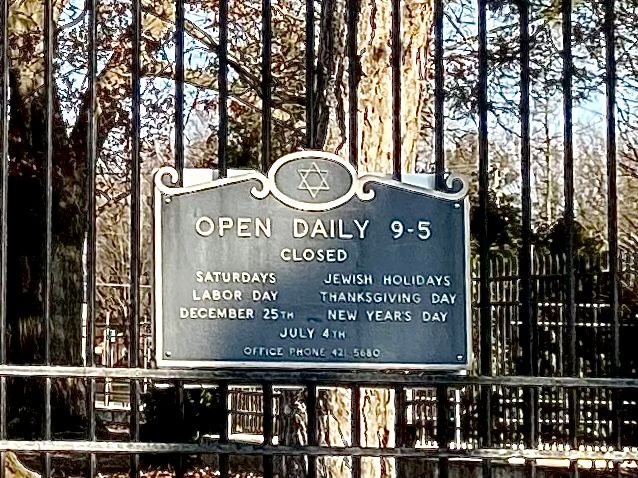 OPEN DAILY 9-5
CLOSED
SATURDAYS JEWISH HOLIDAYS
LABOR DAY THANKSGIVING DAY
DECEMBER 25TH NEW YEAR'S DAY
JULY 4TH
OFFICE PHONE 421 5680